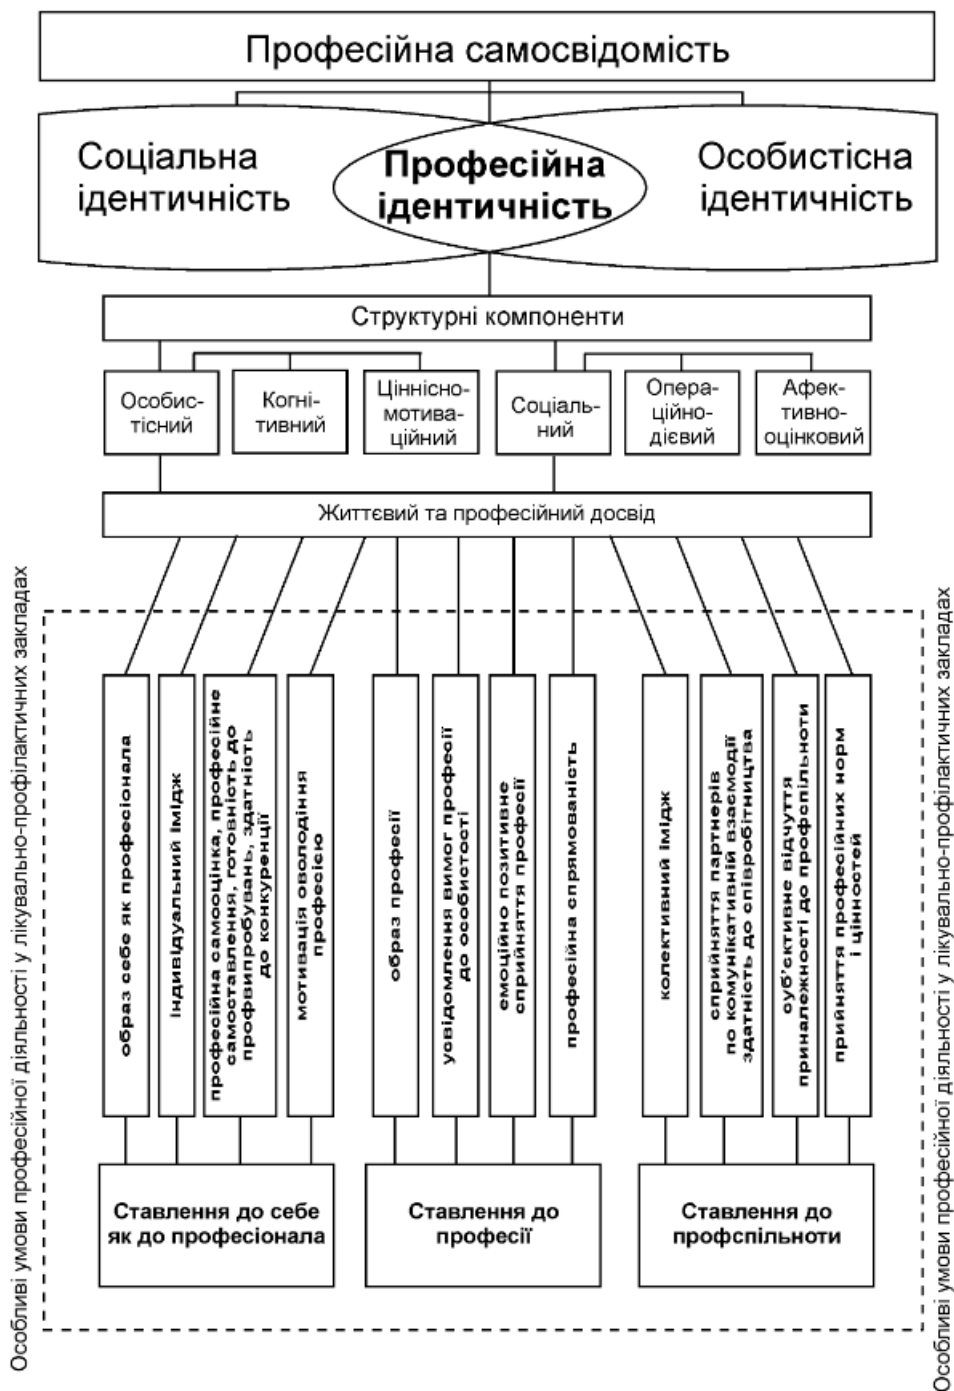 Професійна самосвідомість
Соціальна
ідентичність
Професійна
ідентичність
Особистісна
ідентичність
Структурні компоненти
Особис-
тісний
Когні-
тивний
Ціннісно-
мотива-
ційний
Соціаль-
ний
Опера-
ційно-
дієвий
Афек-
тивно-
оцінковий
Життєвий та професійний досвід
Особливі умови професійної діяльності у лікувально-профілактичних закладах
образ себе як професіонала
Індивідуальний імідж
професійна самооцінка, професійне
самоставлення, готовність до
профвипробувань, здатність
до конкуренції
мотивація оволодіння
професією
образ професії
усвідомлення вимог професії
до особистості
емоційно позитивне
сприйняття професії
професійна спрямованість
колективний імідж
сприйняття партнерів
по комунікативній взаємодії
здатність до співробітництва
суб'єктивне відчуття
приналежності до профспільноти
прийняття професійних норм
і цінностей
Особливі умови професійної діяльності у лікувально-профілактичних закладах
Ставлення до себе
як до професіонала
Ставлення до
професії
Ставлення до
профспільноти